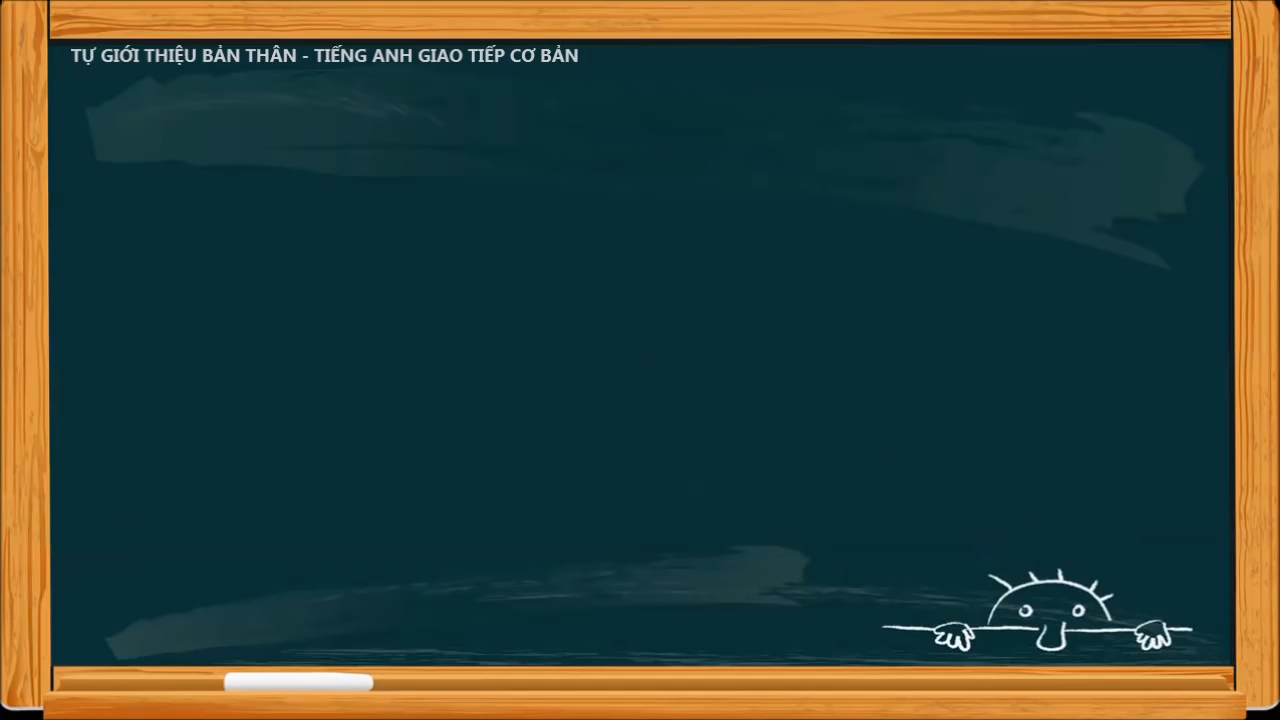 TỰ GIỚI THIỆU BẢN THÂN - TIẾNG ANH GIAO TIẾP CƠ BẢN